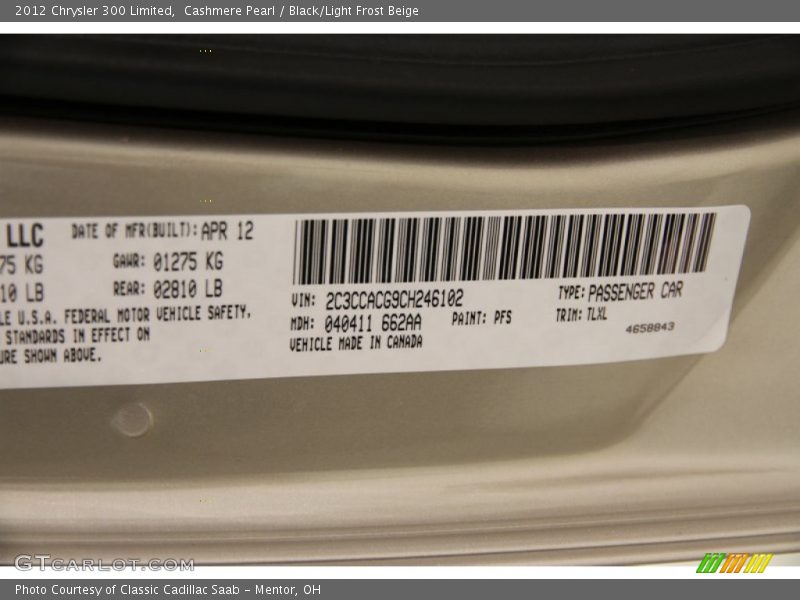 2012 Chrysler 300 Limited,  Cashmere Pearl / Black/Light Frost Beige
LLC DATE OF MFR(BUILT): APR 12
75 KG GAWR: 01275 KG
10 LB REAR: 02810 LB
LE U.S.A. FEDERAL MOTOR VEHICLE SAFETY,
STANDARDS IN EFFECT ON
URE SHOWN ABOVE.
VIN: 2C3CCACG9CH246102 TYPE: PASSENGER CAR
MDH: 040411 662AA PAINT: PFS TRIM: TLXL
VEHICLE MADE IN CANADA 4658843
GTCarLot.com
Photo Courtesy of Classic Cadillac Saab - Mentor, OH